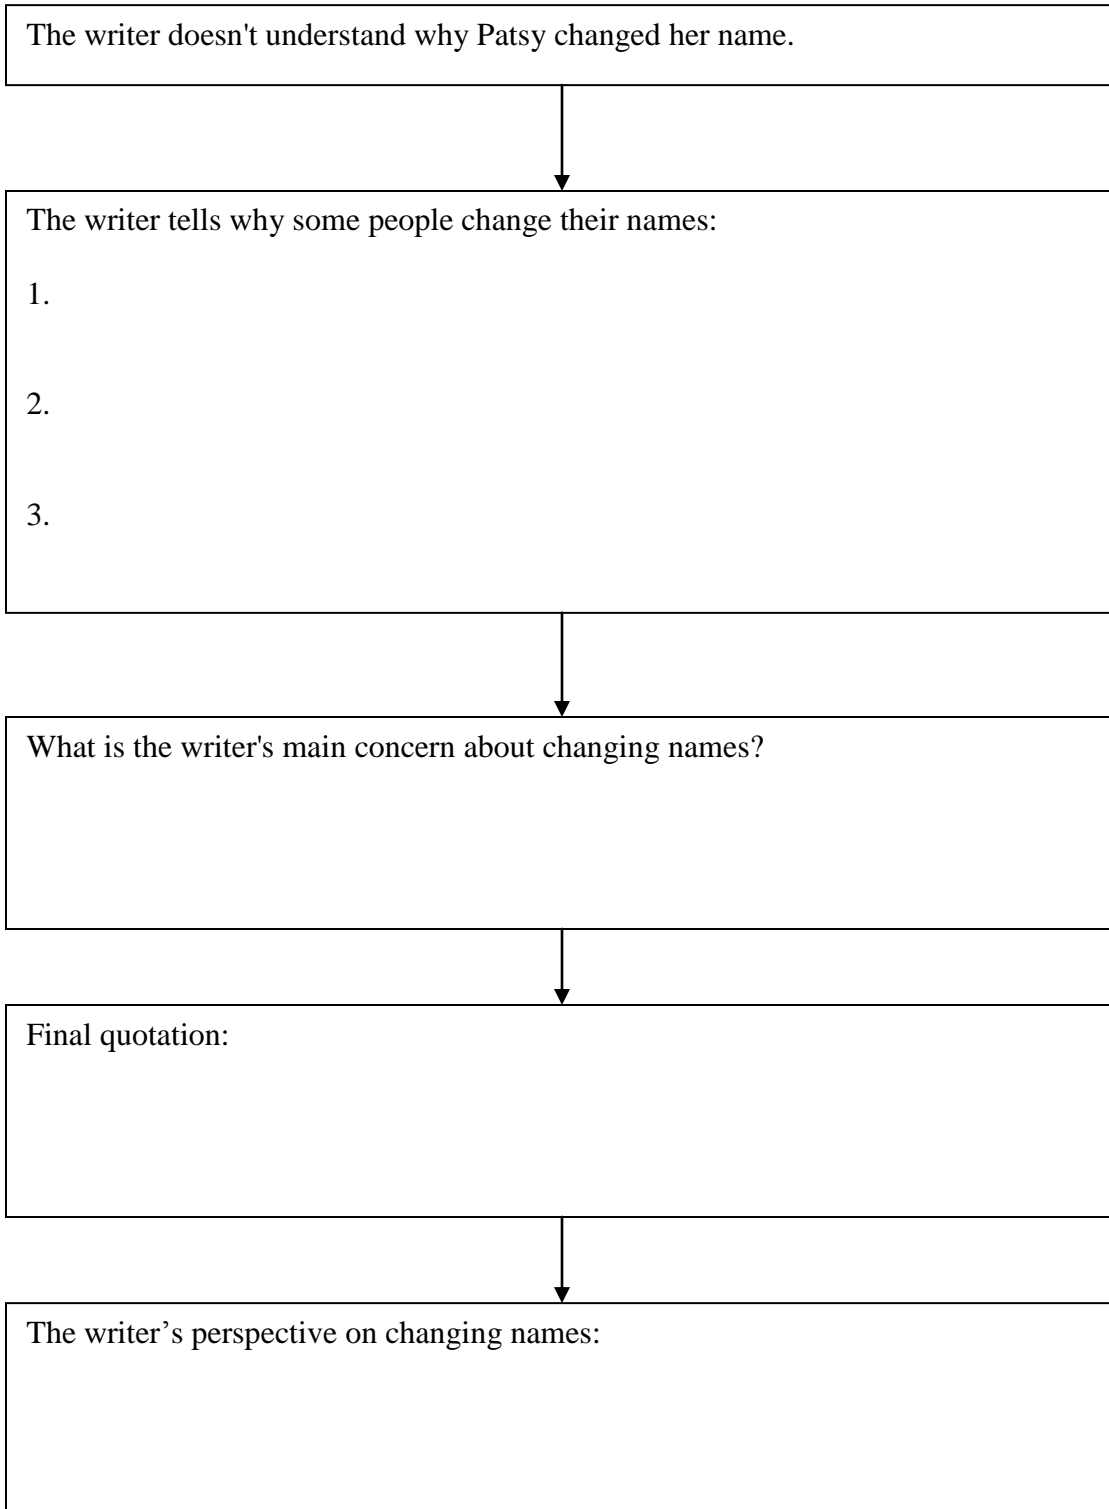 The writer doesn't understand why Patsy changed her name.
The writer tells why some people change their names:
1.
2.
3.
What is the writer's main concern about changing names?
Final quotation:
The writer’s perspective on changing names: